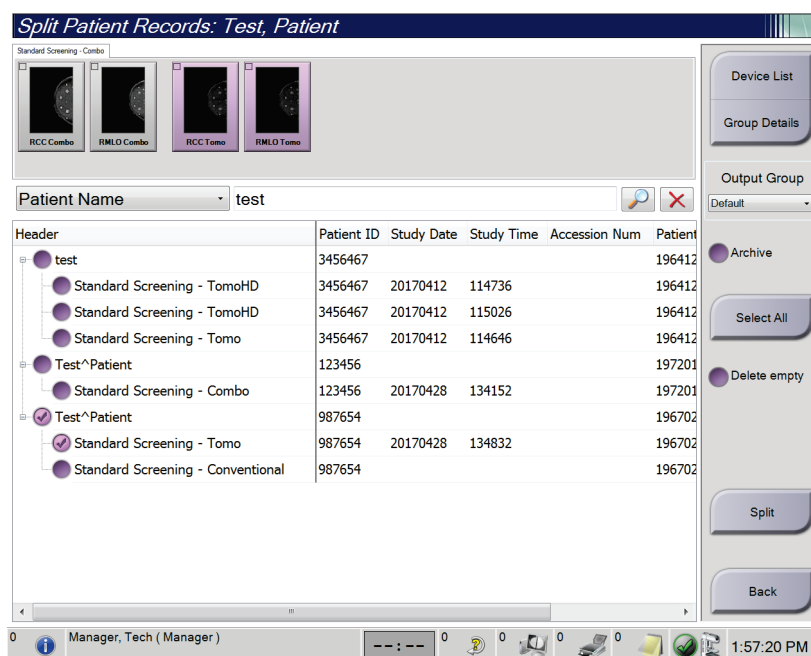 Split Patient Records: Test, Patient
Standard Screening - Combo
RCC Combo RMLO Combo RCC Tomo RMLO Tomo
Device List
Group Details
Output Group
Default
Patient Name test
Header Patient ID Study Date Study Time Accession Num Patient
test 3456467 196412
Standard Screening - TomoHD 3456467 20170412 114736 196412
Standard Screening - TomoHD 3456467 20170412 115026 196412
Standard Screening - Tomo 3456467 20170412 114646 196412
Test^Patient 123456 197201
Standard Screening - Combo 123456 20170428 134152 197201
Test^Patient 987654 196702
Standard Screening - Tomo 987654 20170428 134832 196702
Standard Screening - Conventional 987654 196702
Archive
Select All
Delete empty
Split
Back
0 Manager, Tech ( Manager ) --:-- 0 0 0 0 1:57:20 PM